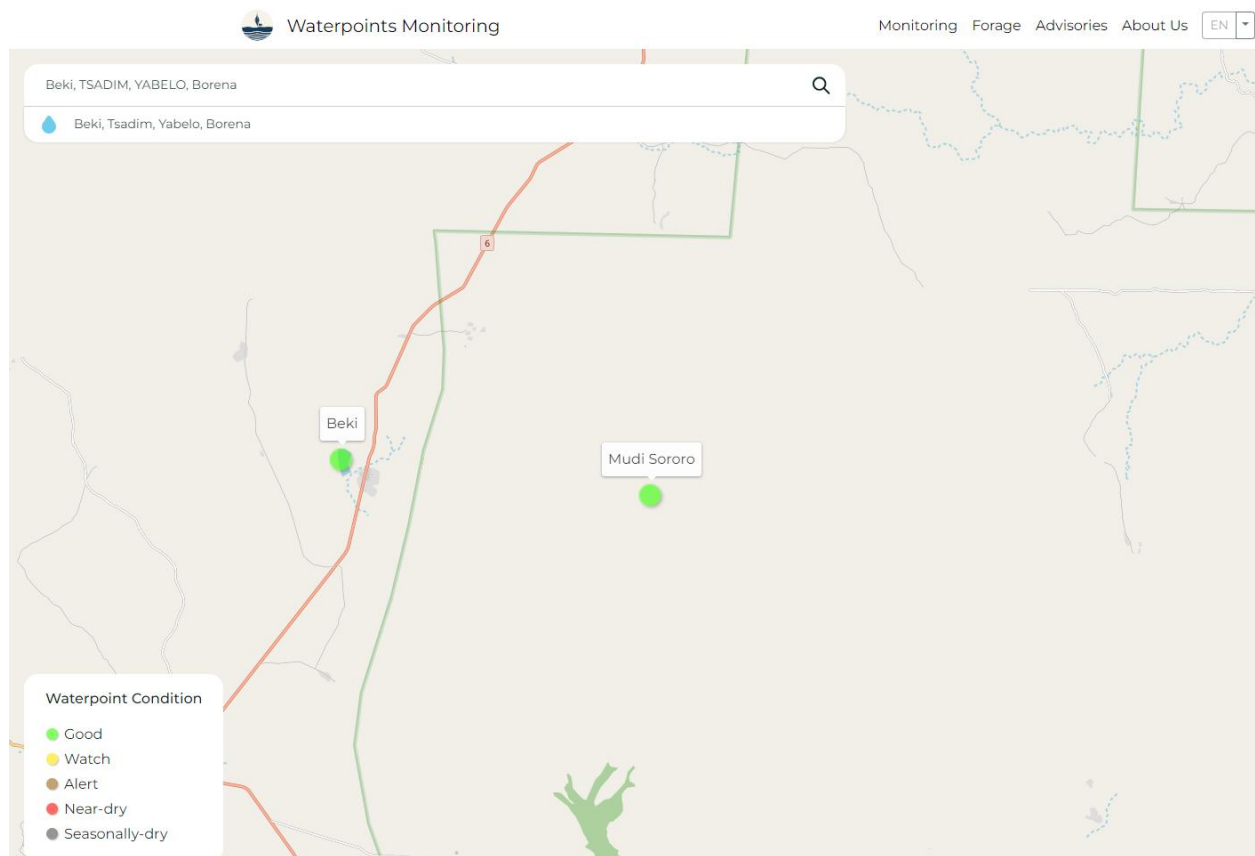 Waterpoints Monitoring
Monitoring Forage Advisories About Us EN
Beki, TSADIM, YABELO, Borena
Beki, Tsadim, Yabelo, Borena
6
Beki
Mudi Sororo
Waterpoint Condition
Good
Watch
Alert
Near-dry
Seasonally-dry